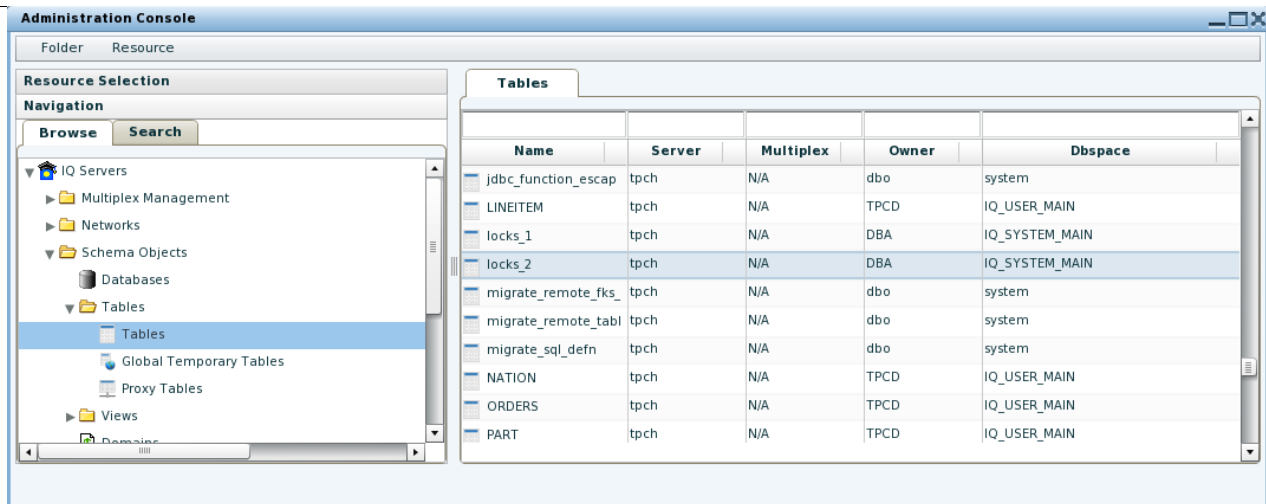 Administration Console
Folder Resource
Resource Selection
Navigation
Browse Search
IQ Servers
Multiplex Management
Networks
Schema Objects
Databases
Tables
Tables
Global Temporary Tables
Proxy Tables
Views
Domains
Tables
Name Server Multiplex Owner Dbspace
jdbc_function_escap tpch N/A dbo system
LINEITEM tpch N/A TPCD IQ_USER_MAIN
locks_1 tpch N/A DBA IQ_SYSTEM_MAIN
locks_2 tpch N/A DBA IQ_SYSTEM_MAIN
migrate_remote_fks_ tpch N/A dbo system
migrate_remote_tabl tpch N/A dbo system
migrate_sql_defn tpch N/A dbo system
NATION tpch N/A TPCD IQ_USER_MAIN
ORDERS tpch N/A TPCD IQ_USER_MAIN
PART tpch N/A TPCD IQ_USER_MAIN